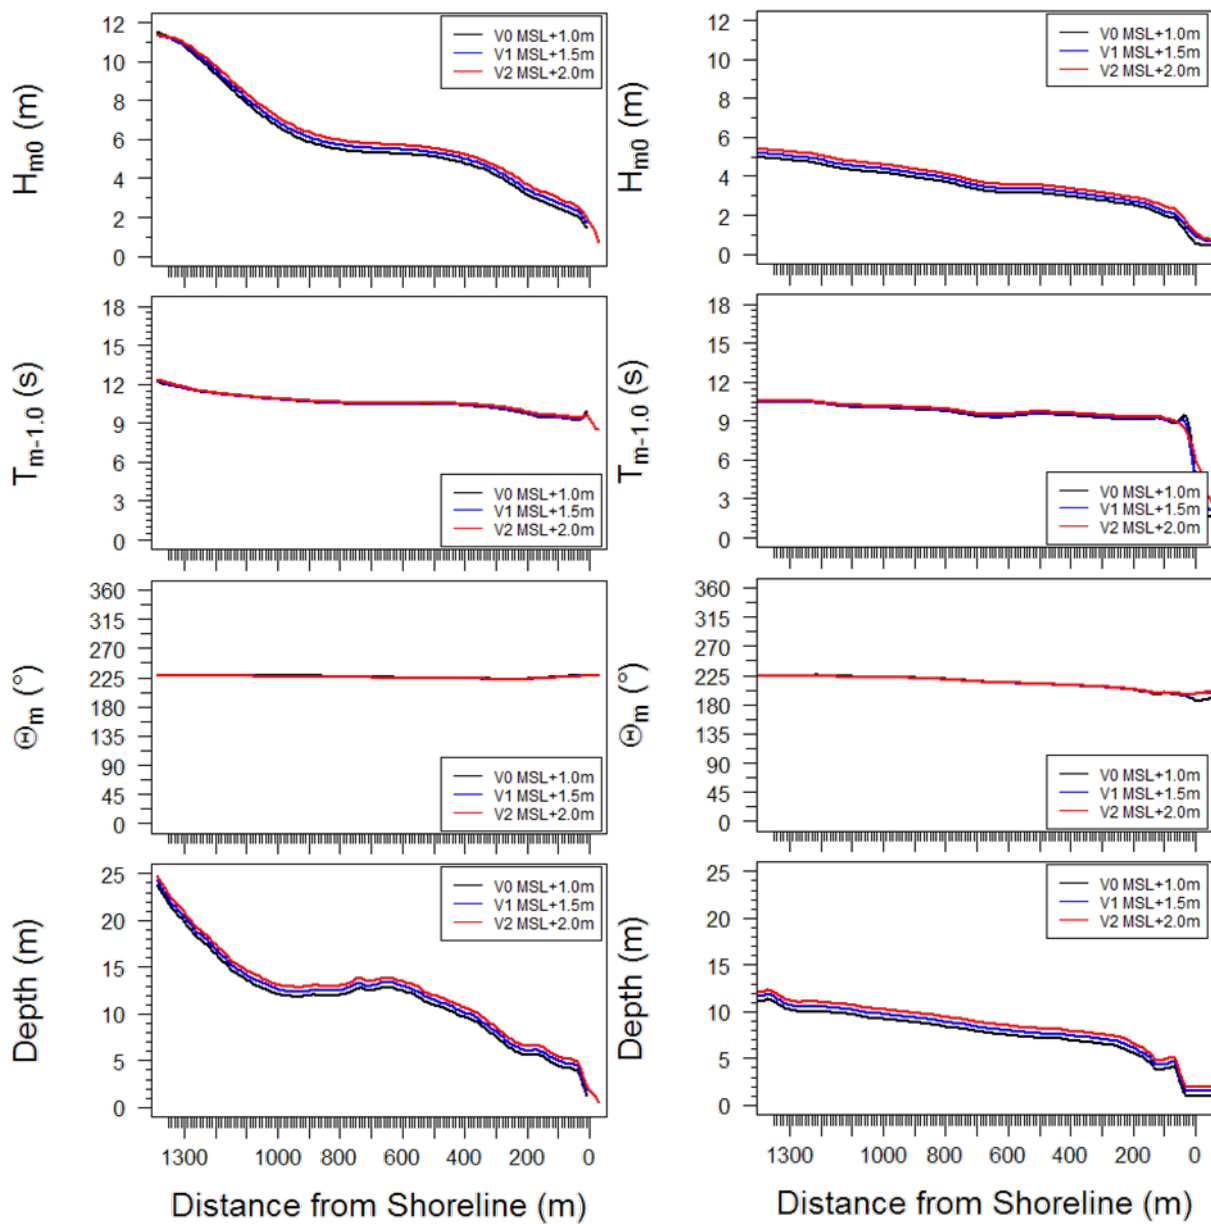 H_m0 (m)
12
10
8
6
4
2
0
V0 MSL+1.0m
V1 MSL+1.5m
V2 MSL+2.0m
H_m0 (m)
12
10
8
6
4
2
0
V0 MSL+1.0m
V1 MSL+1.5m
V2 MSL+2.0m
T_m-1.0 (s)
18
15
12
9
6
3
0
V0 MSL+1.0m
V1 MSL+1.5m
V2 MSL+2.0m
T_m-1.0 (s)
18
15
12
9
6
3
0
V0 MSL+1.0m
V1 MSL+1.5m
V2 MSL+2.0m
Θ_m (°)
360
315
270
225
180
135
90
45
0
V0 MSL+1.0m
V1 MSL+1.5m
V2 MSL+2.0m
Θ_m (°)
360
315
270
225
180
135
90
45
0
V0 MSL+1.0m
V1 MSL+1.5m
V2 MSL+2.0m
Depth (m)
25
20
15
10
5
0
V0 MSL+1.0m
V1 MSL+1.5m
V2 MSL+2.0m
1300 1000 800 600 400 200 0
Distance from Shoreline (m)
Depth (m)
25
20
15
10
5
0
V0 MSL+1.0m
V1 MSL+1.5m
V2 MSL+2.0m
1300 1000 800 600 400 200 0
Distance from Shoreline (m)